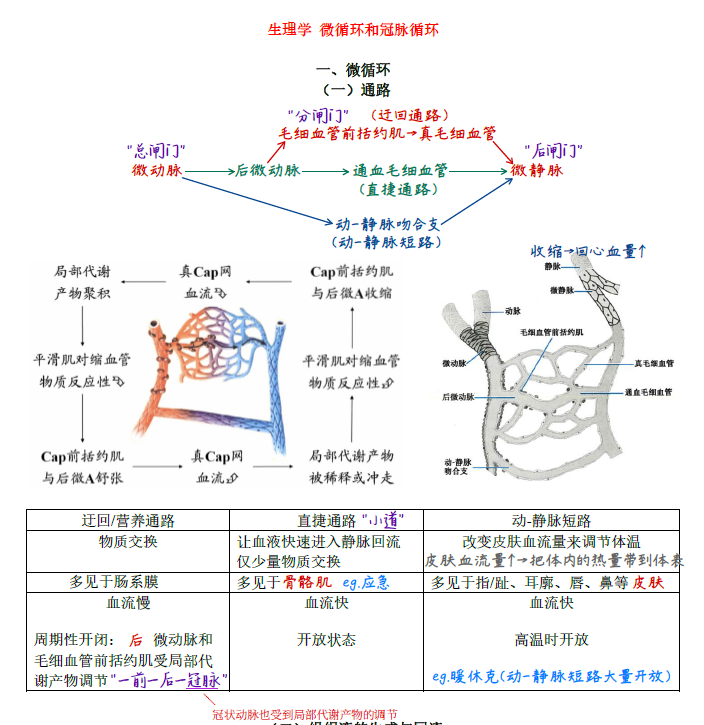 生理学 微循环和冠脉循环
一、微循环
（一）通路
"分闸门" （迂回通路）
毛细血管前括约肌→真毛细血管
"总闸门" "后闸门"
微动脉 后微动脉 通血毛细血管 微静脉
（直捷通路）
动-静脉吻合支
（动-静脉短路）
收缩→回心血量↑
局部代谢
产物聚积
真Cap网
血流
Cap前括约肌
与后微A收缩
平滑肌对缩血管
物质反应性
平滑肌对缩血管
物质反应性
Cap前括约肌
与后微A舒张
真Cap网
血流
局部代谢产物
被稀释或冲走
静脉
微静脉
动脉
毛细血管前括约肌
微动脉
真毛细血管
后微动脉
通血毛细血管
动-静脉
吻合支
迂回/营养通路 直捷通路 "小道" 动-静脉短路
物质交换
让血液快速进入静脉回流
仅少量物质交换
改变皮肤血流量来调节体温
皮肤血流量↑→把体内的热量带到体表
多见于肠系膜 多见于骨骼肌 eg.应急 多见于指/趾、耳廓、唇、鼻等 皮肤
血流慢 血流快 血流快
周期性开闭： 后 微动脉和
毛细血管前括约肌受局部代
谢产物调节"一前一后一冠脉"
开放状态
高温时开放
eg.暖休克(动-静脉短路大量开放)
冠状动脉也受到局部代谢产物的调节